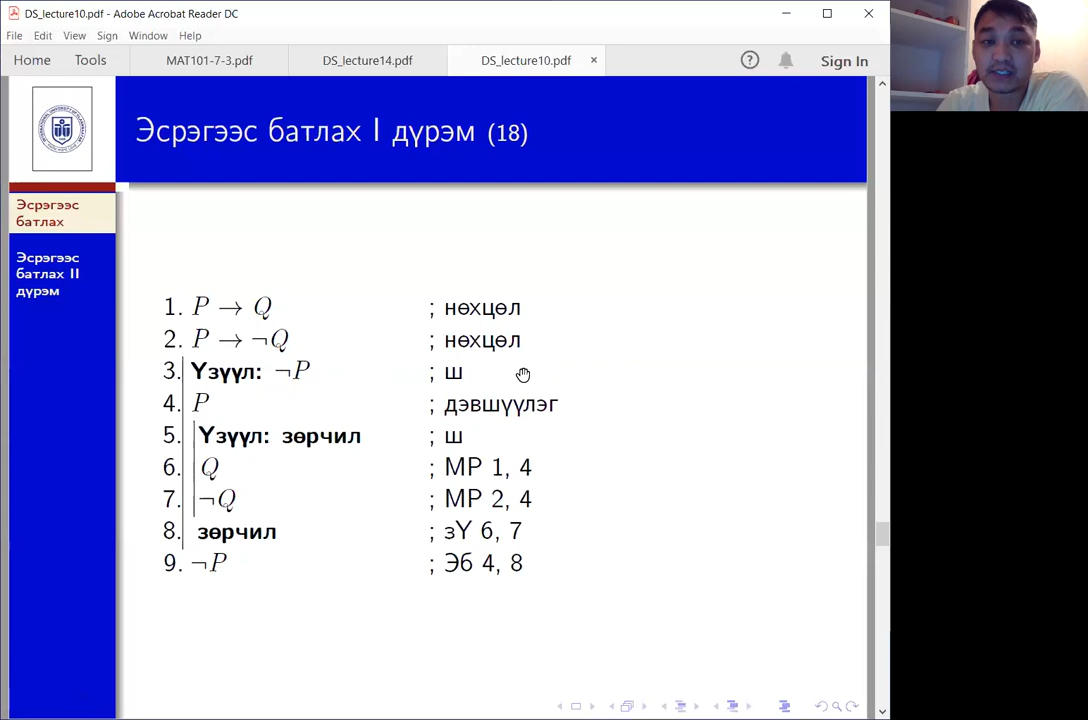 DS_lecture10.pdf - Adobe Acrobat Reader DC
File Edit View Sign Window Help
Home Tools MAT101-7-3.pdf DS_lecture14.pdf DS_lecture10.pdf × ? Sign In
Эсрэгээс батлах I дүрэм (18)
Эсрэгээс
батлах
Эсрэгээс
батлах II
дүрэм
1. P → Q ; нөхцөл
2. P → ¬Q ; нөхцөл
3. Үзүүл: ¬P ; ш
4. P ; дэвшүүлэг
5. Үзүүл: зөрчил ; ш
6. Q ; MP 1, 4
7. ¬Q ; MP 2, 4
8. зөрчил ; зҮ 6, 7
9. ¬P ; Эб 4, 8